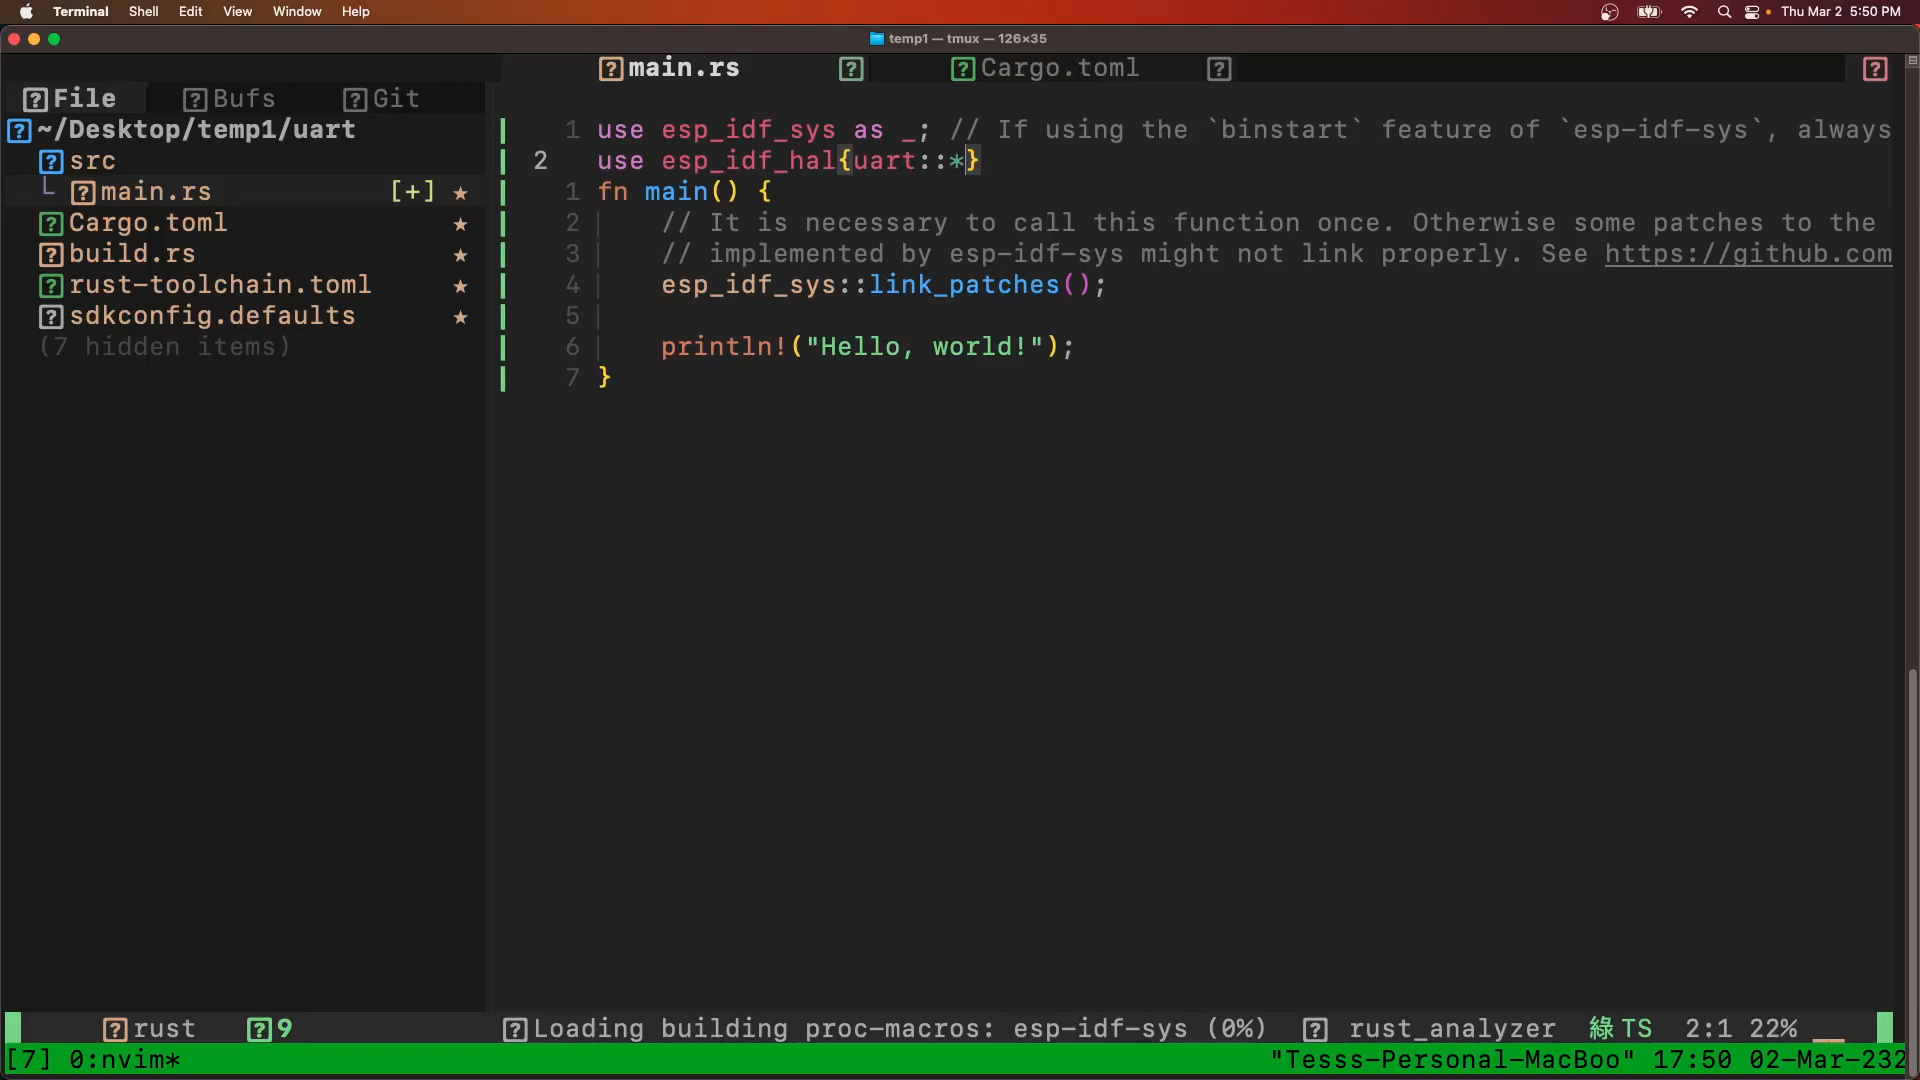 Terminal Shell Edit View Window Help Thu Mar 2 5:50 PM
temp1 — tmux — 126×35
main.rs Cargo.toml
File Bufs Git
~/Desktop/temp1/uart
src
main.rs [+] ★
Cargo.toml ★
build.rs ★
rust-toolchain.toml ★
sdkconfig.defaults ★
(7 hidden items)
1 use esp_idf_sys as _; // If using the `binstart` feature of `esp-idf-sys`, always
2 use esp_idf_hal{uart::*}
1 fn main() {
2 // It is necessary to call this function once. Otherwise some patches to the
3 // implemented by esp-idf-sys might not link properly. See https://github.com
4 esp_idf_sys::link_patches();
5
6 println!("Hello, world!");
7 }
rust 9 Loading building proc-macros: esp-idf-sys (0%) rust_analyzer 綠 TS 2:1 22% __
[7] 0:nvim* "Tesss-Personal-MacBoo" 17:50 02-Mar-232